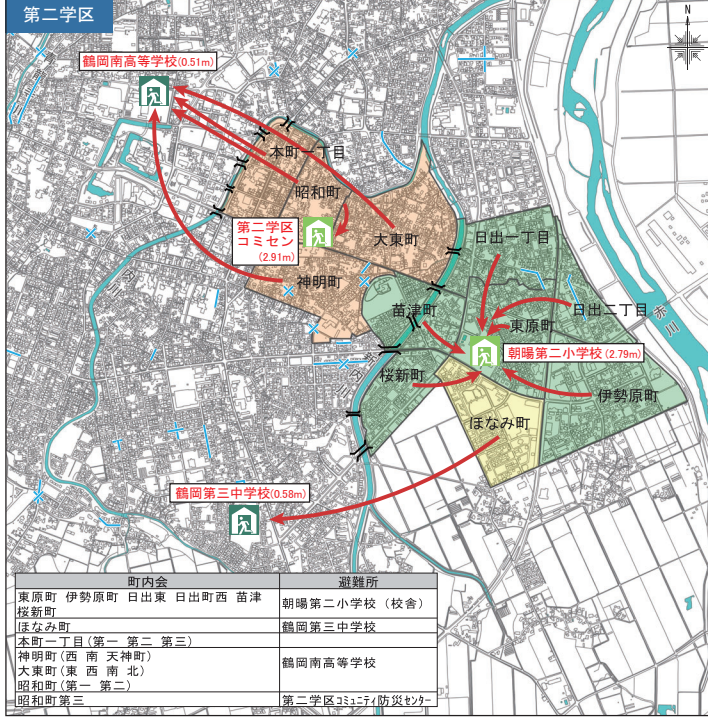 第二学区
N
鶴岡南高等学校(0.51m)
本町一丁目
昭和町
第二学区
コミセン
(2.91m)
大東町
日出一丁目
神明町
苗津町
日出二丁目
東原町
赤川
朝暘第二小学校(2.79m)
桜新町
伊勢原町
ほなみ町
内川
新内川
鶴岡第三中学校(0.58m)
町内会 避難所
東原町 伊勢原町 日出東 日出町西 苗津
桜新町
朝暘第二小学校（校舎）
ほなみ町 鶴岡第三中学校
本町一丁目(第一 第二 第三)
神明町(西 南 天神町)
大東町(東 西 南 北)
昭和町(第一 第二)
鶴岡南高等学校
昭和町第三 第二学区コミュニティ防災センター